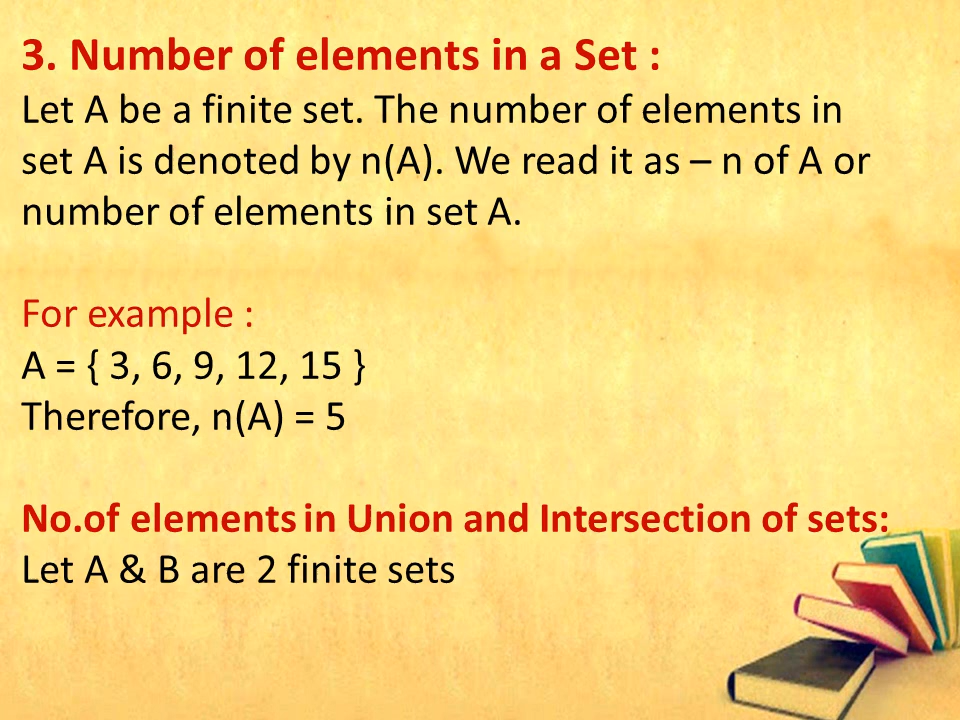 3. Number of elements in a Set :
Let A be a finite set. The number of elements in
set A is denoted by n(A). We read it as – n of A or
number of elements in set A.
For example :
A = { 3, 6, 9, 12, 15 }
Therefore, n(A) = 5
No.of elements in Union and Intersection of sets:
Let A & B are 2 finite sets